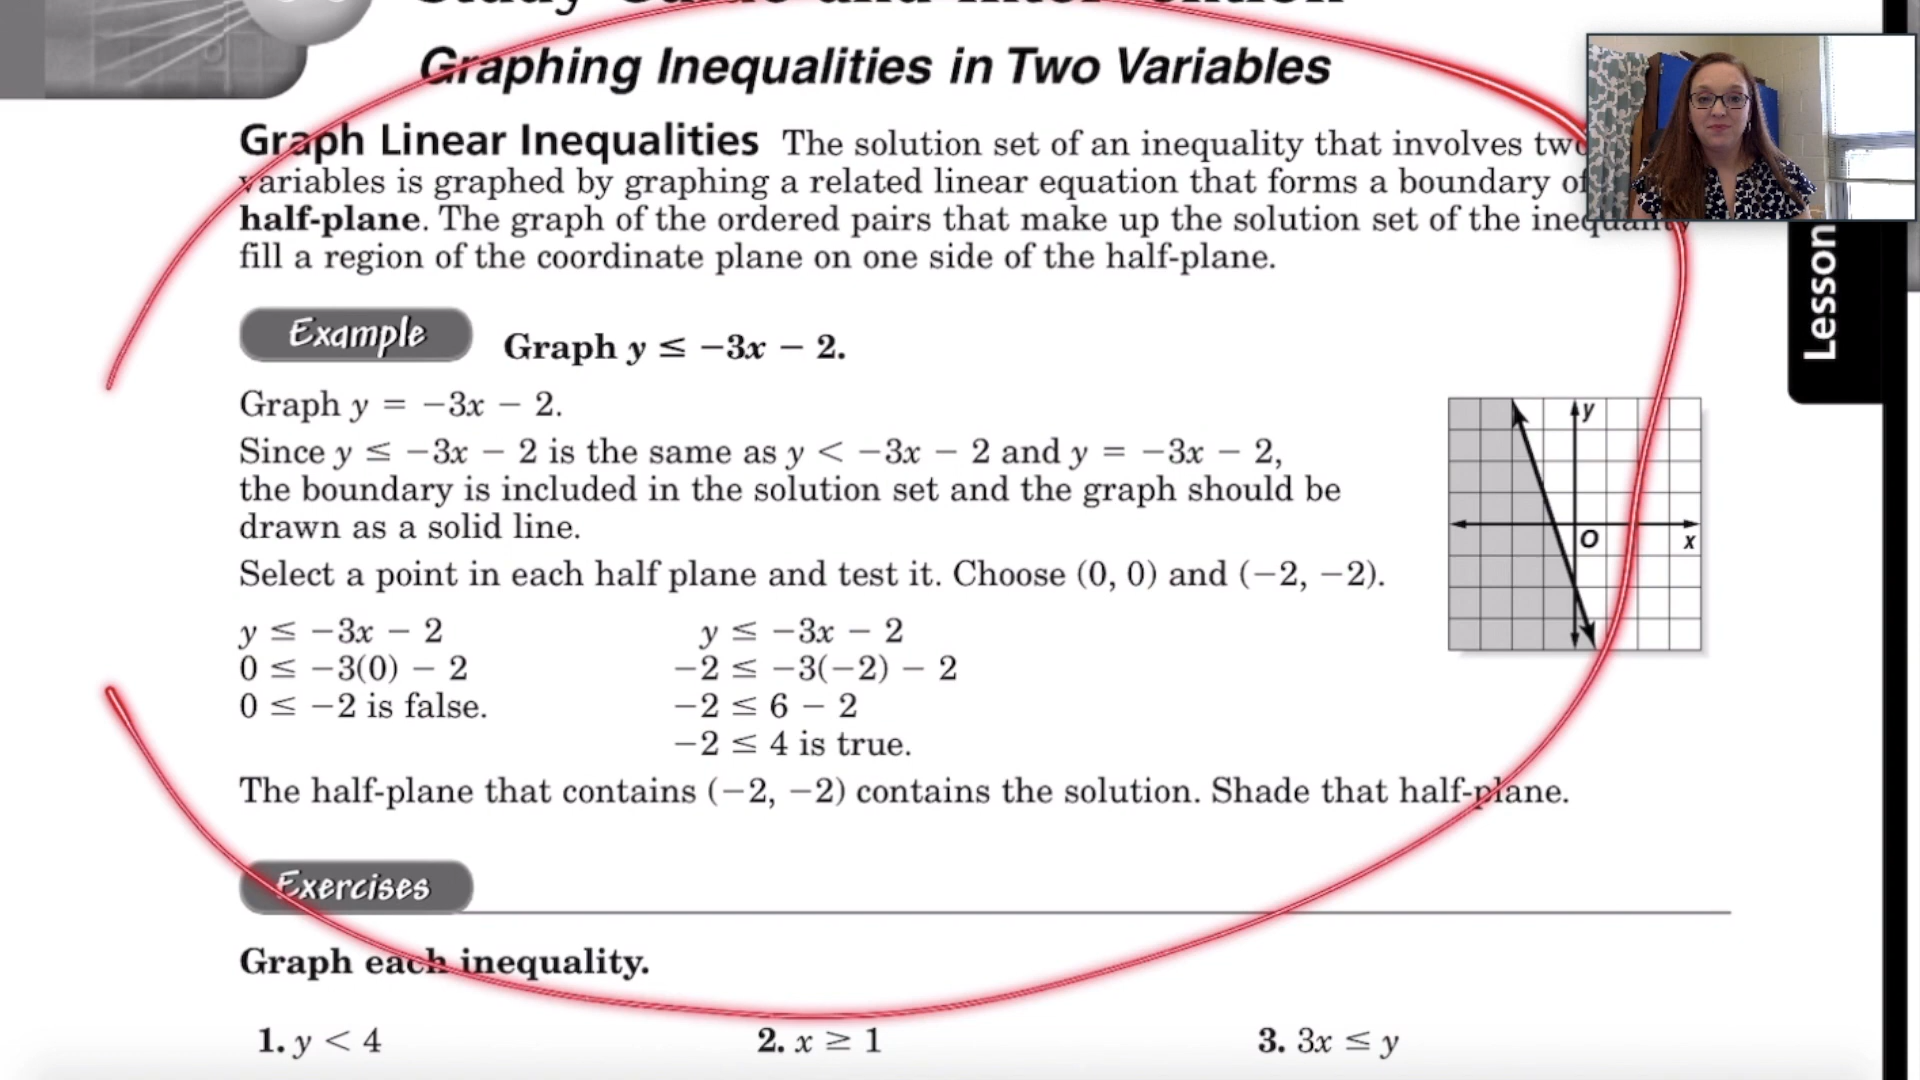 Study Guide and Intervention
Graphing Inequalities in Two Variables
Graph Linear Inequalities The solution set of an inequality that involves two
variables is graphed by graphing a related linear equation that forms a boundary of
half-plane. The graph of the ordered pairs that make up the solution set of the inequality
fill a region of the coordinate plane on one side of the half-plane.
Example Graph y ≤ −3x − 2.
Graph y = −3x − 2.
Since y ≤ −3x − 2 is the same as y < −3x − 2 and y = −3x − 2,
the boundary is included in the solution set and the graph should be
drawn as a solid line.
Select a point in each half plane and test it. Choose (0, 0) and (−2, −2).
y ≤ −3x − 2
0 ≤ −3(0) − 2
0 ≤ −2 is false.
y ≤ −3x − 2
−2 ≤ −3(−2) − 2
−2 ≤ 6 − 2
−2 ≤ 4 is true.
The half-plane that contains (−2, −2) contains the solution. Shade that half-plane.
y
O
x
Lesson
Exercises
Graph each inequality.
1. y < 4
2. x ≥ 1
3. 3x ≤ y